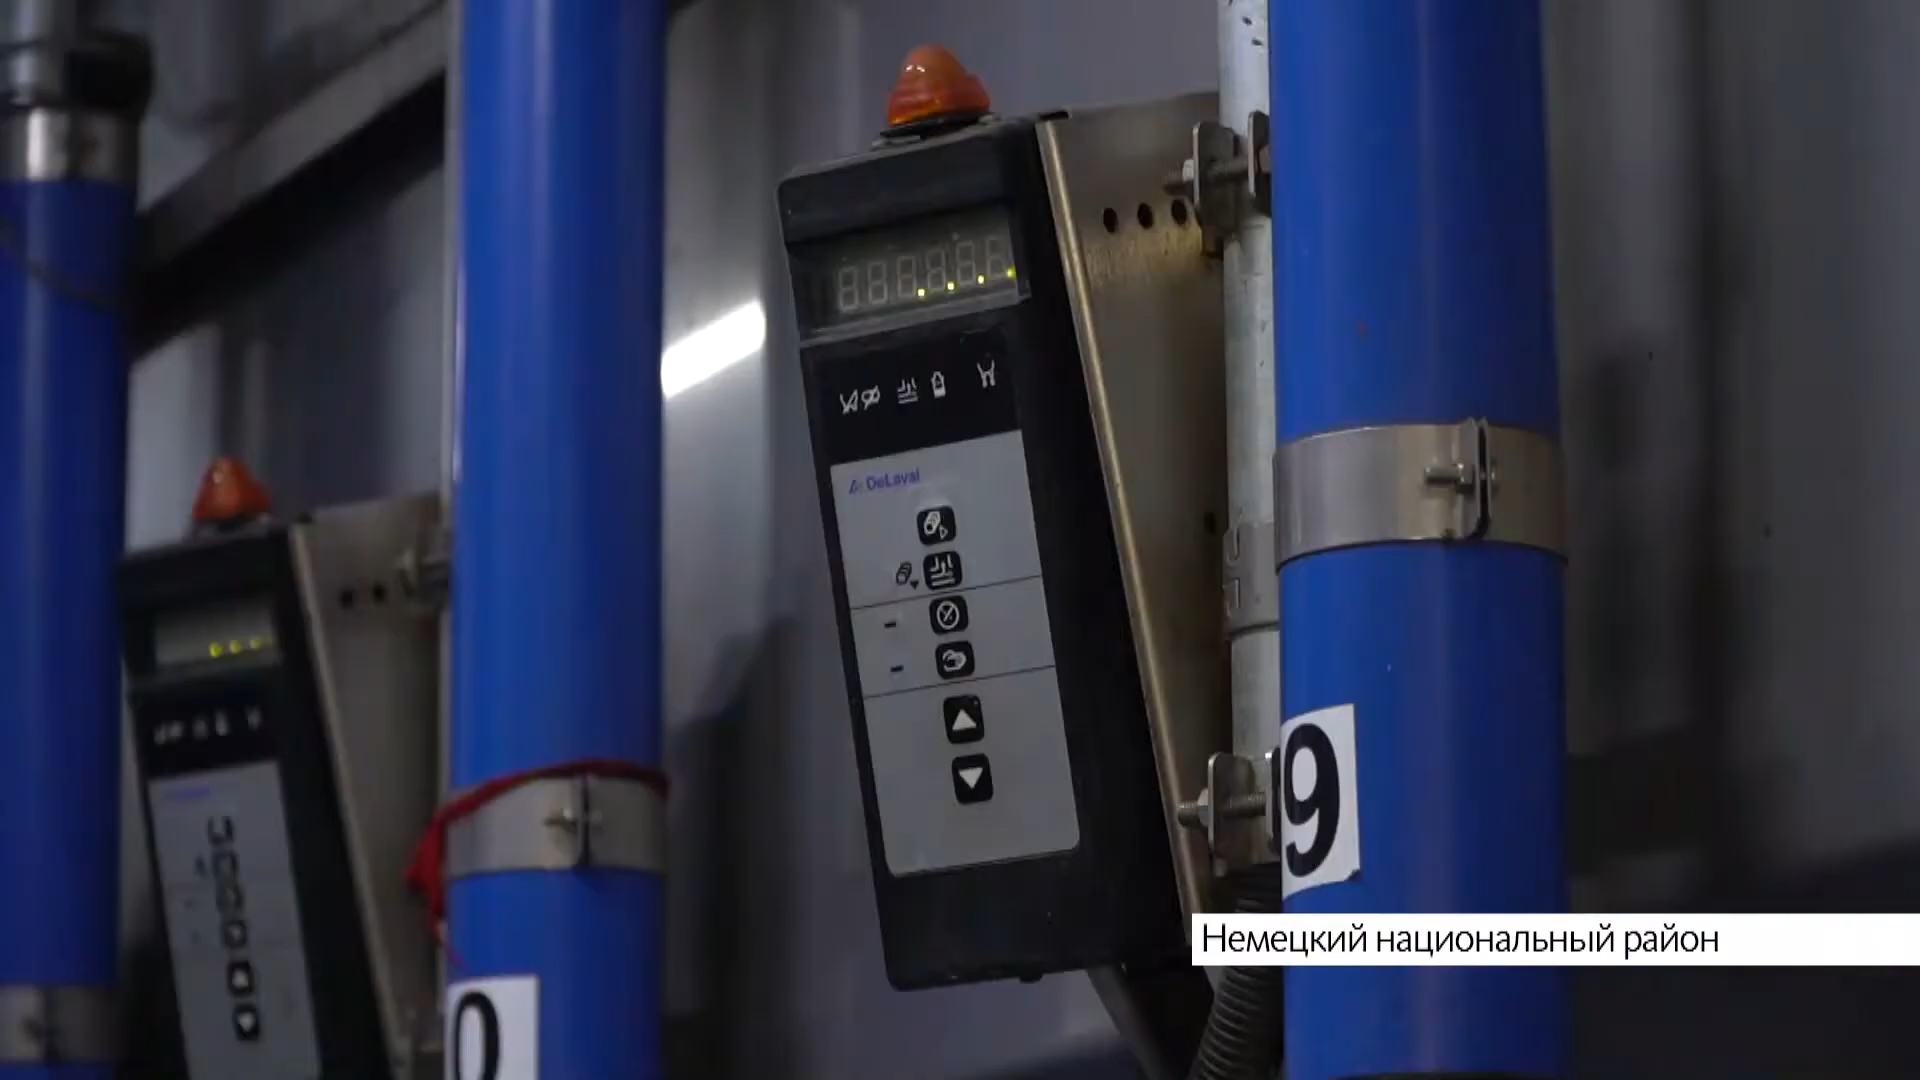 DeLaval
9
0
Немецкий национальный район